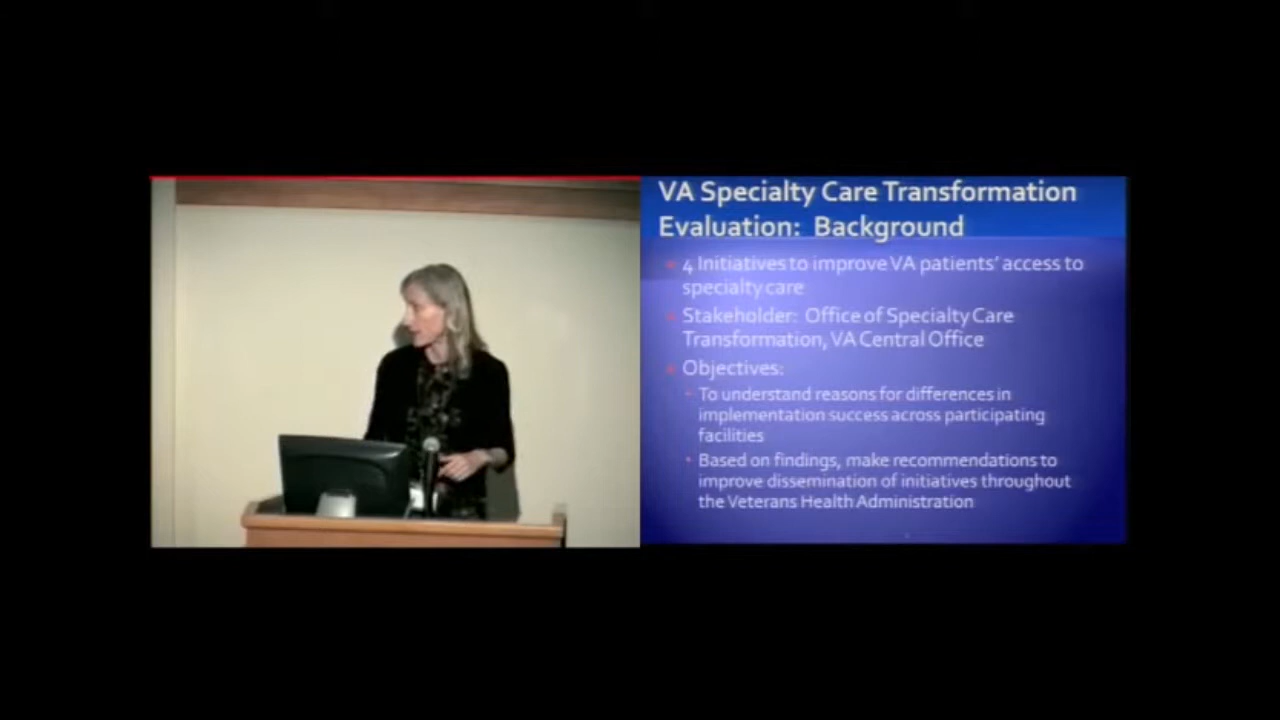 VA Specialty Care Transformation
Evaluation: Background
4 Initiatives to improve VA patients' access to
specialty care
Stakeholder: Office of Specialty Care
Transformation, VA Central Office
Objectives:
To understand reasons for differences in
implementation success across participating
facilities
Based on findings, make recommendations to
improve dissemination of initiatives throughout
the Veterans Health Administration